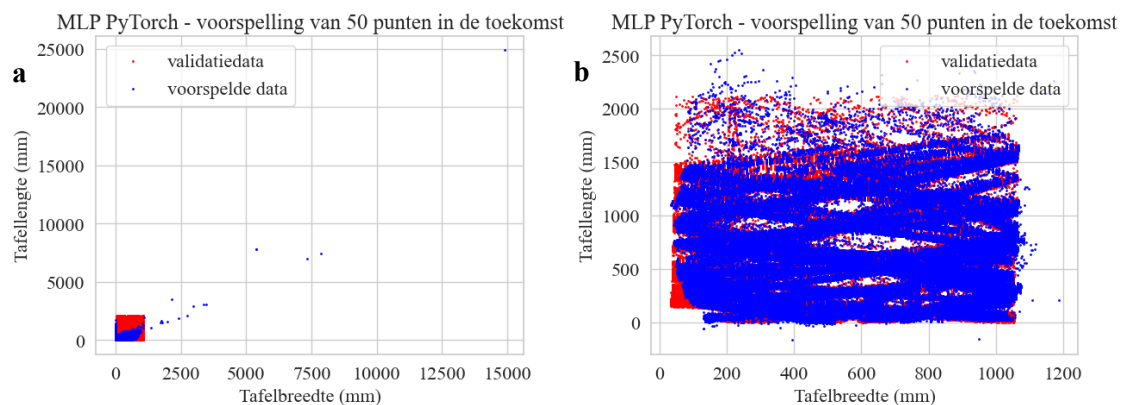 MLP PyTorch - voorspelling van 50 punten in de toekomst
a
25000
20000
15000
10000
5000
0
Tafellengte (mm)
validatiedata
voorspelde data
0 2500 5000 7500 10000 12500 15000
Tafelbreedte (mm)
MLP PyTorch - voorspelling van 50 punten in de toekomst
b
2500
2000
1500
1000
500
0
Tafellengte (mm)
validatiedata
voorspelde data
0 200 400 600 800 1000 1200
Tafelbreedte (mm)